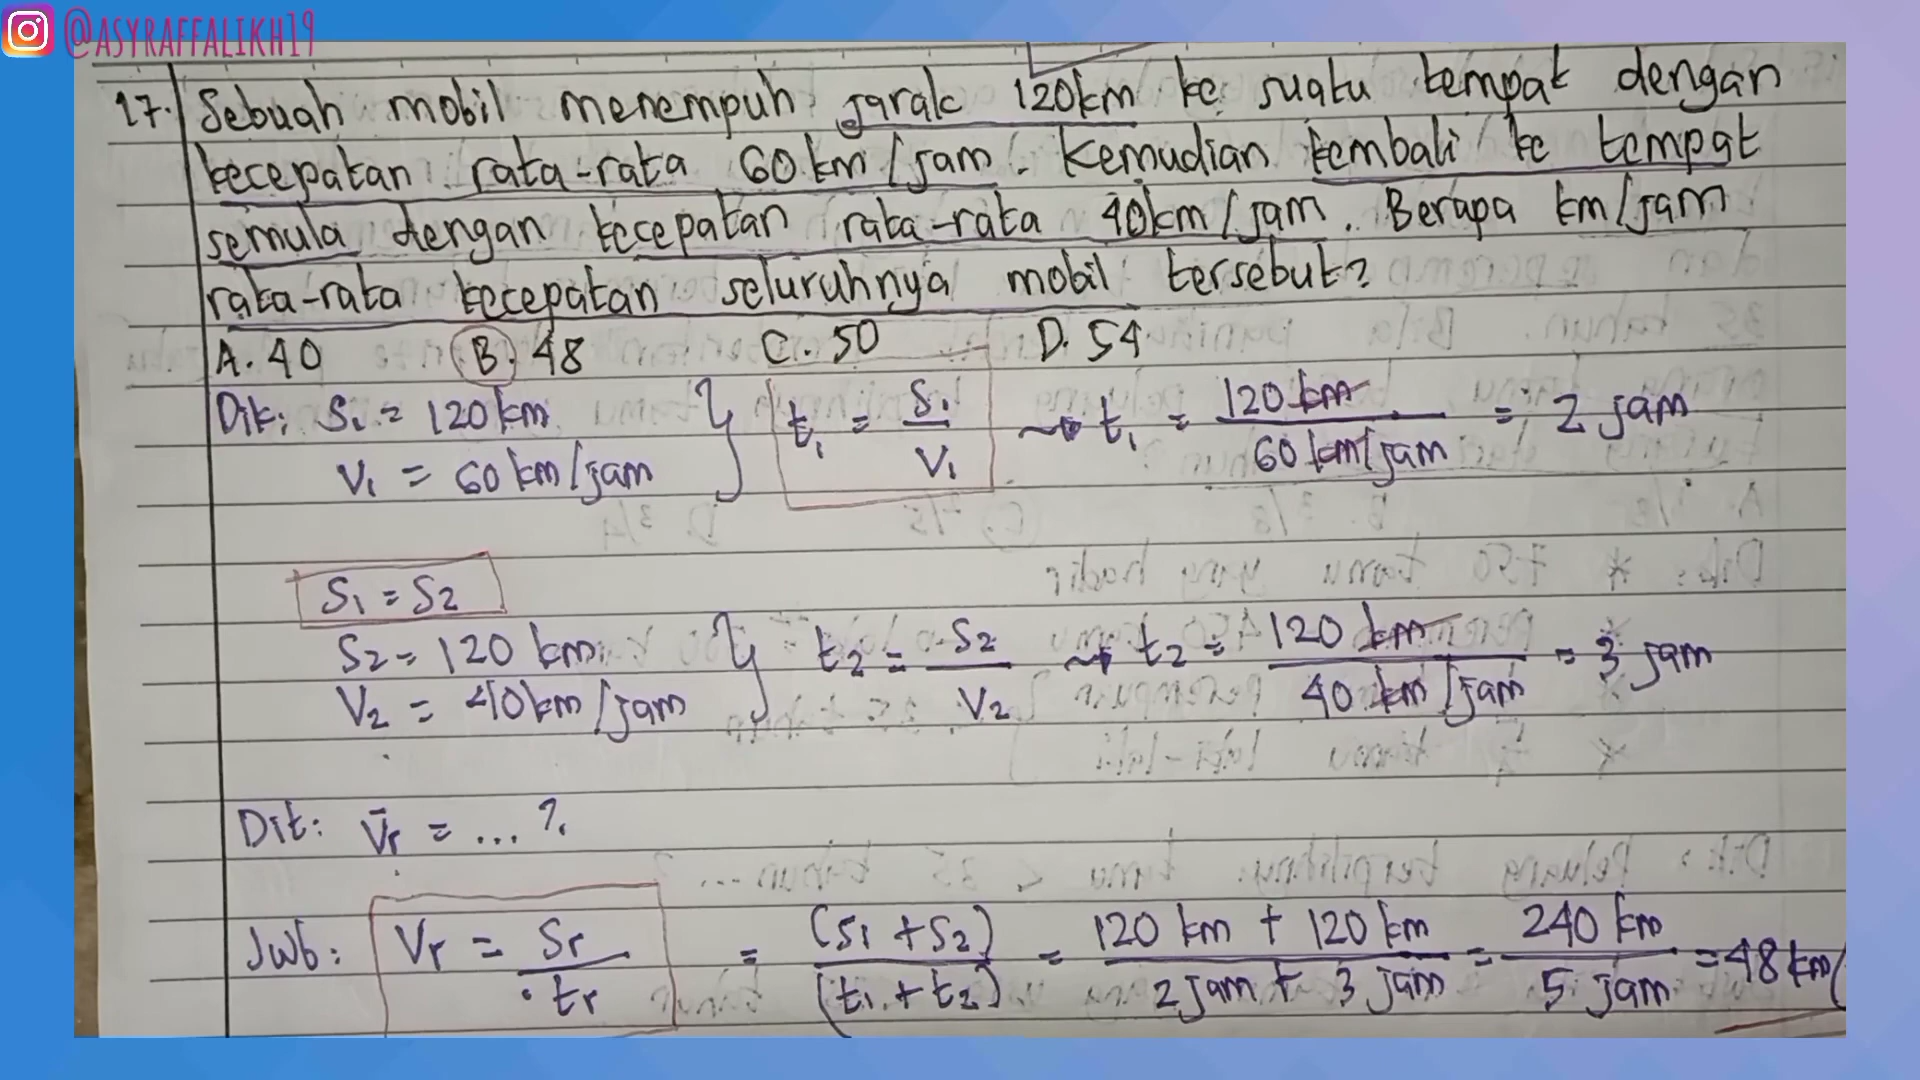 @ASYRAFFALIKH19
17. Sebuah mobil menempuh jarak 120km ke suatu tempat dengan
kecepatan rata-rata 60 km/jam. Kemudian kembali ke tempat
semula dengan kecepatan rata-rata 40km/jam. Berapa km/jam
rata-rata kecepatan seluruhnya mobil tersebut?
A. 40 B. 48 C. 50 D. 54
Dik: S₁ = 120 km } t₁ = S₁/V₁ ⇝ t₁ = 120 km/60 km/jam = 2 jam
V₁ = 60 km/jam
S₁ = S₂
S₂ = 120 km } t₂ = S₂/V₂ ⇝ t₂ = 120 km/40 km/jam = 3 jam
V₂ = 40km/jam
Dit: V̄r = ...?
Jwb: Vr = Sr/tr = (S₁ + S₂)/(t₁ + t₂) = 120 km + 120 km/2 jam + 3 jam = 240 km/5 jam = 48 km/